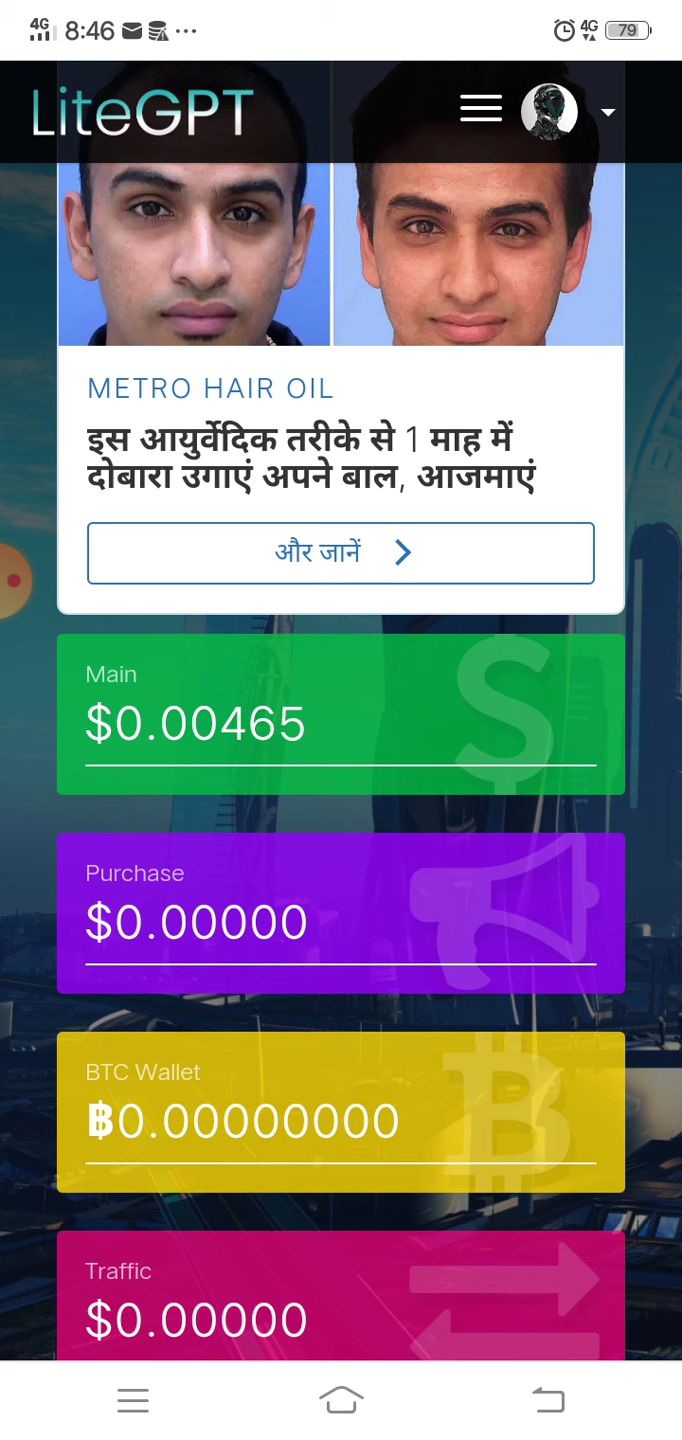 4G 8:46 ... 4G 79
LiteGPT
METRO HAIR OIL
इस आयुर्वेदिक तरीके से 1 माह में
दोबारा उगाएं अपने बाल, आजमाएं
और जानें
Main
$0.00465
Purchase
$0.00000
BTC Wallet
฿0.00000000
Traffic
$0.00000